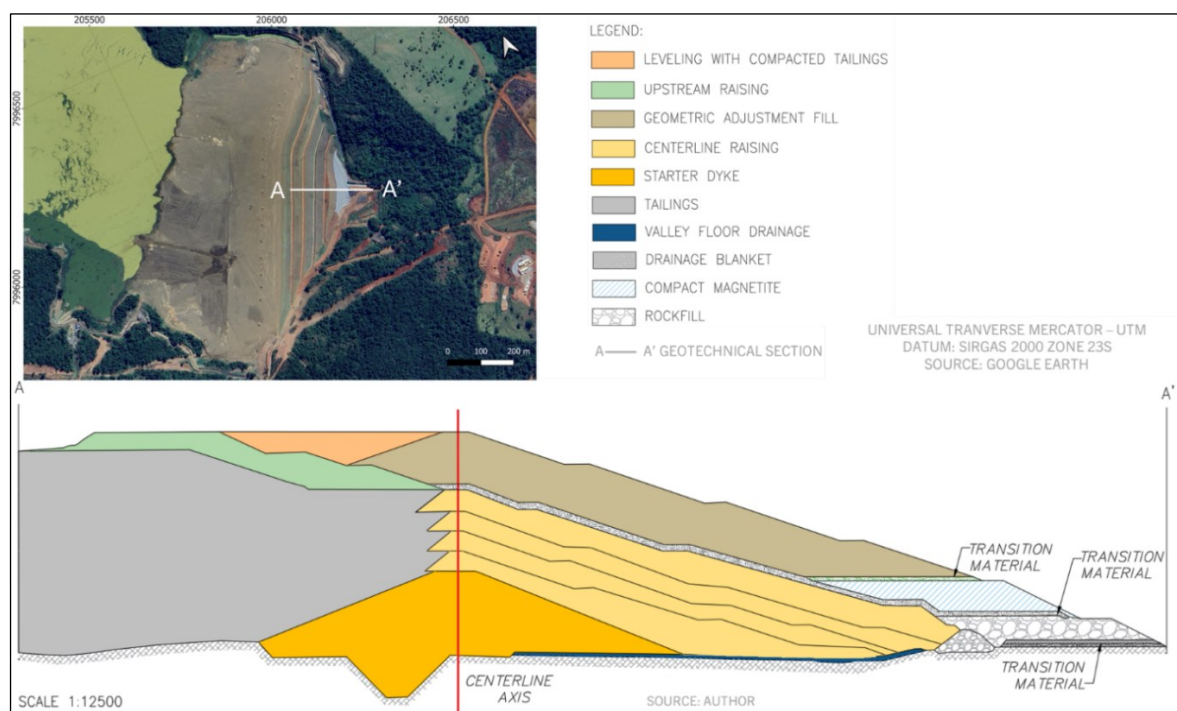 205500
206000
206500
7996500
7996000
A
A'
0 100 200 m
LEGEND:
LEVELING WITH COMPACTED TAILINGS
UPSTREAM RAISING
GEOMETRIC ADJUSTMENT FILL
CENTERLINE RAISING
STARTER DYKE
TAILINGS
VALLEY FLOOR DRAINAGE
DRAINAGE BLANKET
COMPACT MAGNETITE
ROCKFILL
A A' GEOTECHNICAL SECTION
UNIVERSAL TRANVERSE MERCATOR – UTM
DATUM: SIRGAS 2000 ZONE 23S
SOURCE: GOOGLE EARTH
A
A'
TRANSITION
MATERIAL
TRANSITION
MATERIAL
TRANSITION
MATERIAL
CENTERLINE
AXIS
SCALE 1:12500
SOURCE: AUTHOR